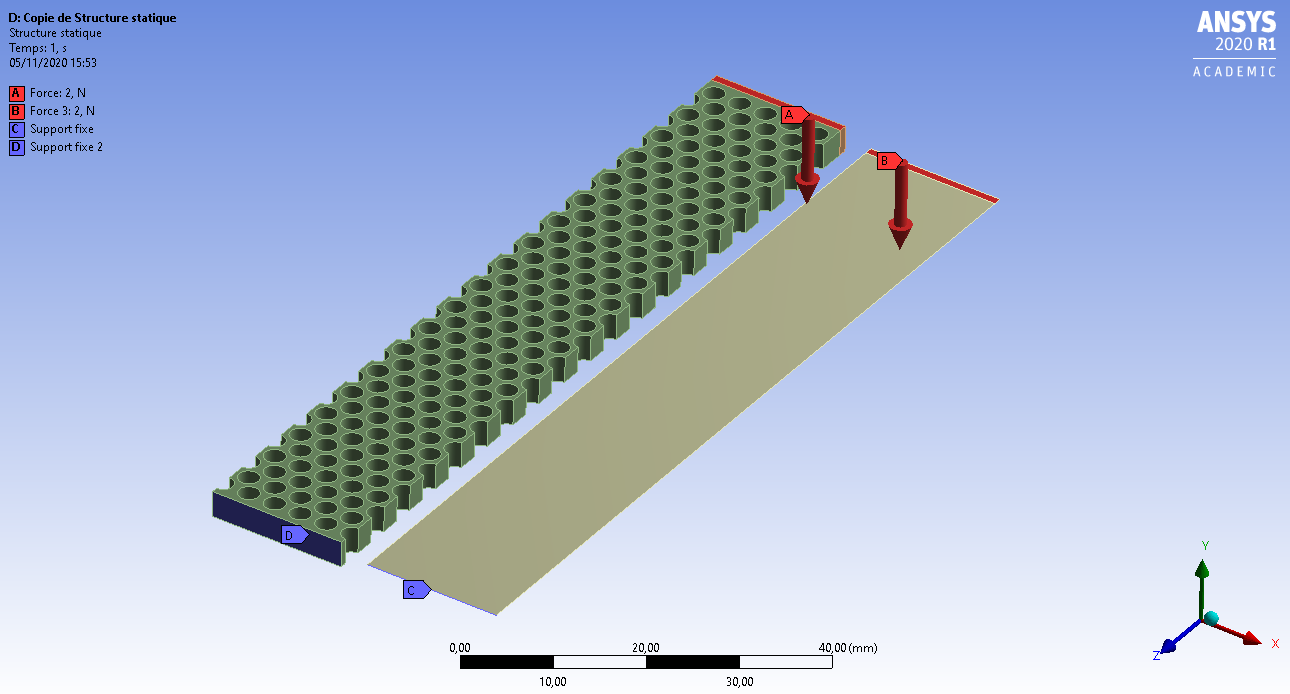 D: Copie de Structure statique
Structure statique
Temps: 1, s
05/11/2020 15:53
A Force: 2, N
B Force 3: 2, N
C Support fixe
D Support fixe 2
ANSYS
2020 R1
ACADEMIC
A
B
D
C
0,00 20,00 40,00 (mm)
10,00 30,00
Y
X
Z